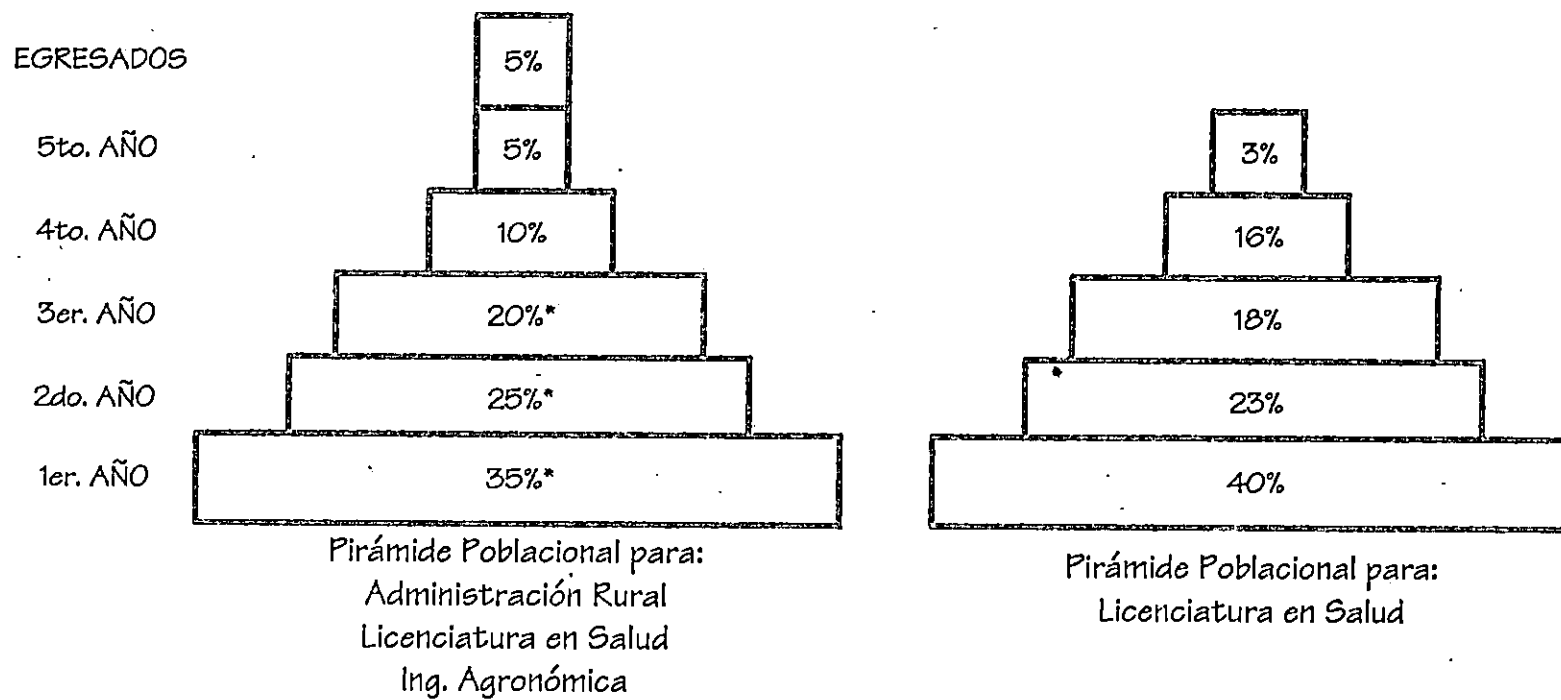 EGRESADOS 5%
5to. AÑO 5% 3%
4to. AÑO 10% 16%
3er. AÑO 20%* 18%
2do. AÑO 25%* 23%
1er. AÑO 35%* 40%
Pirámide Poblacional para:
Administración Rural
Licenciatura en Salud
Ing. Agronómica
Pirámide Poblacional para:
Licenciatura en Salud